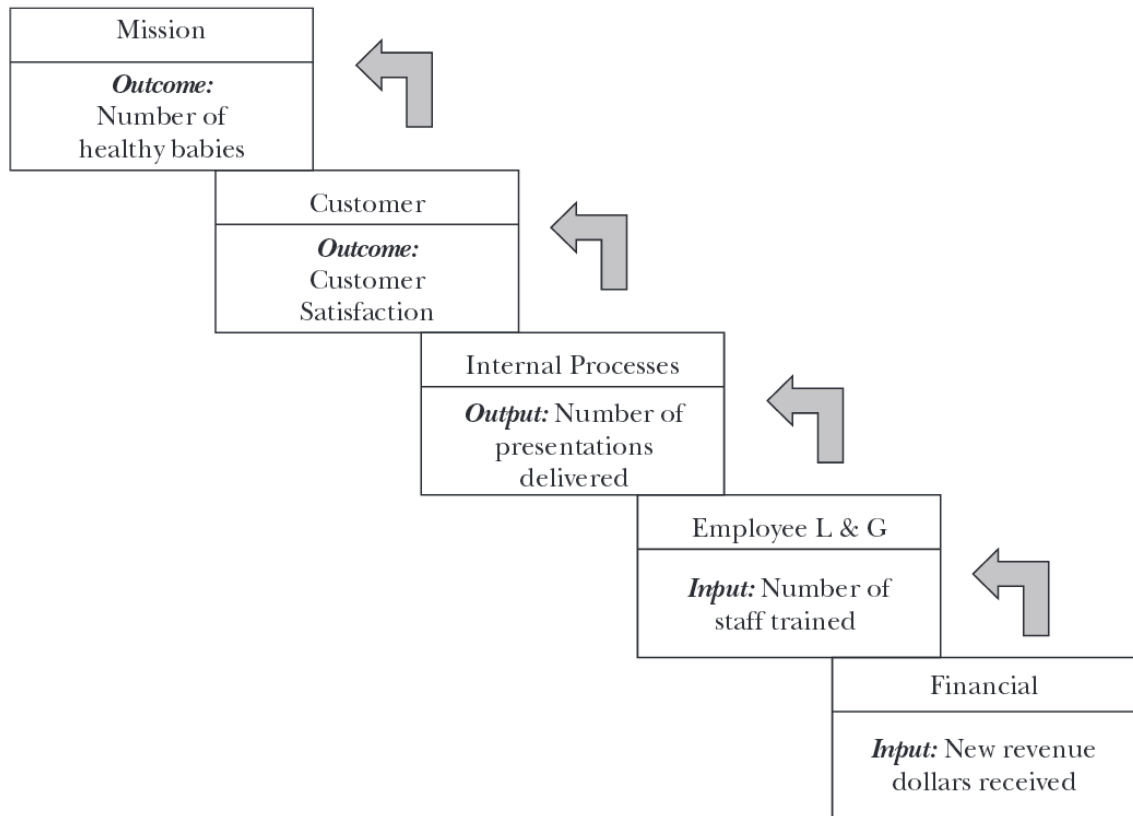 Mission
Outcome:
Number of
healthy babies
Customer
Outcome:
Customer
Satisfaction
Internal Processes
Output: Number of
presentations
delivered
Employee L & G
Input: Number of
staff trained
Financial
Input: New revenue
dollars received